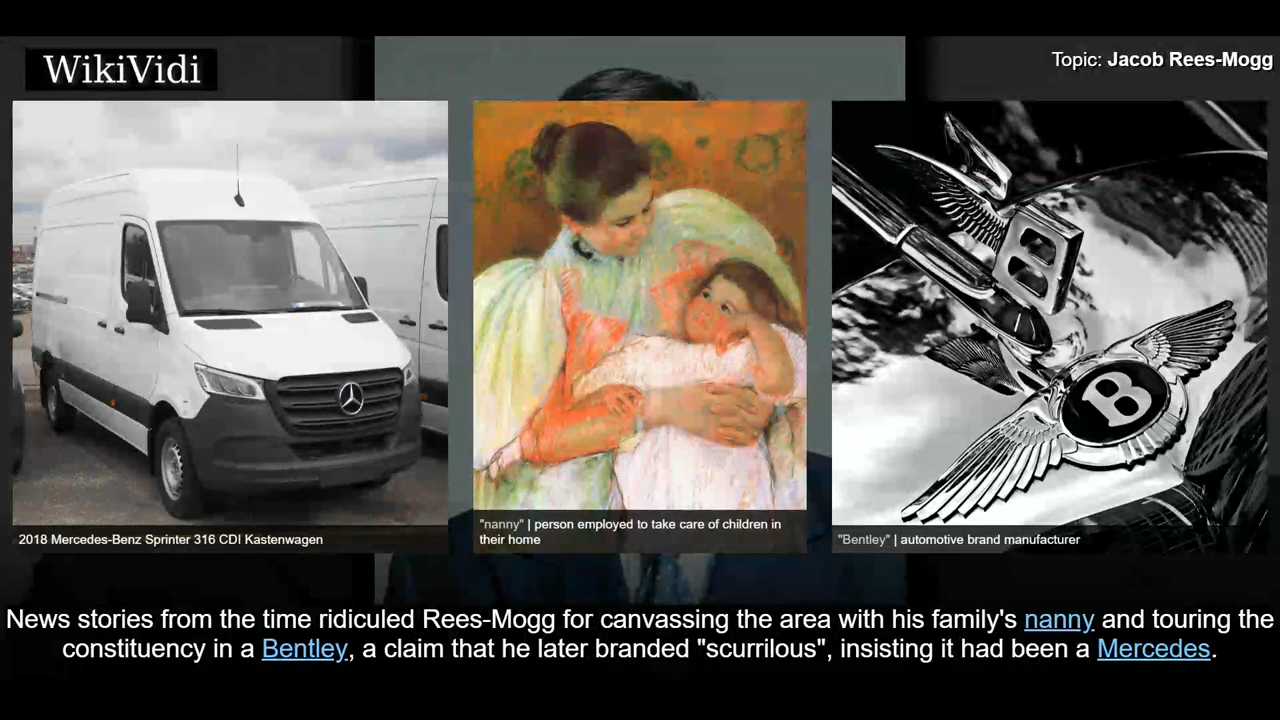 WikiVidi
Topic: Jacob Rees-Mogg
2018 Mercedes-Benz Sprinter 316 CDI Kastenwagen
"nanny" | person employed to take care of children in
their home
B
B
"Bentley" | automotive brand manufacturer
News stories from the time ridiculed Rees-Mogg for canvassing the area with his family's nanny and touring the
constituency in a Bentley, a claim that he later branded "scurrilous", insisting it had been a Mercedes.